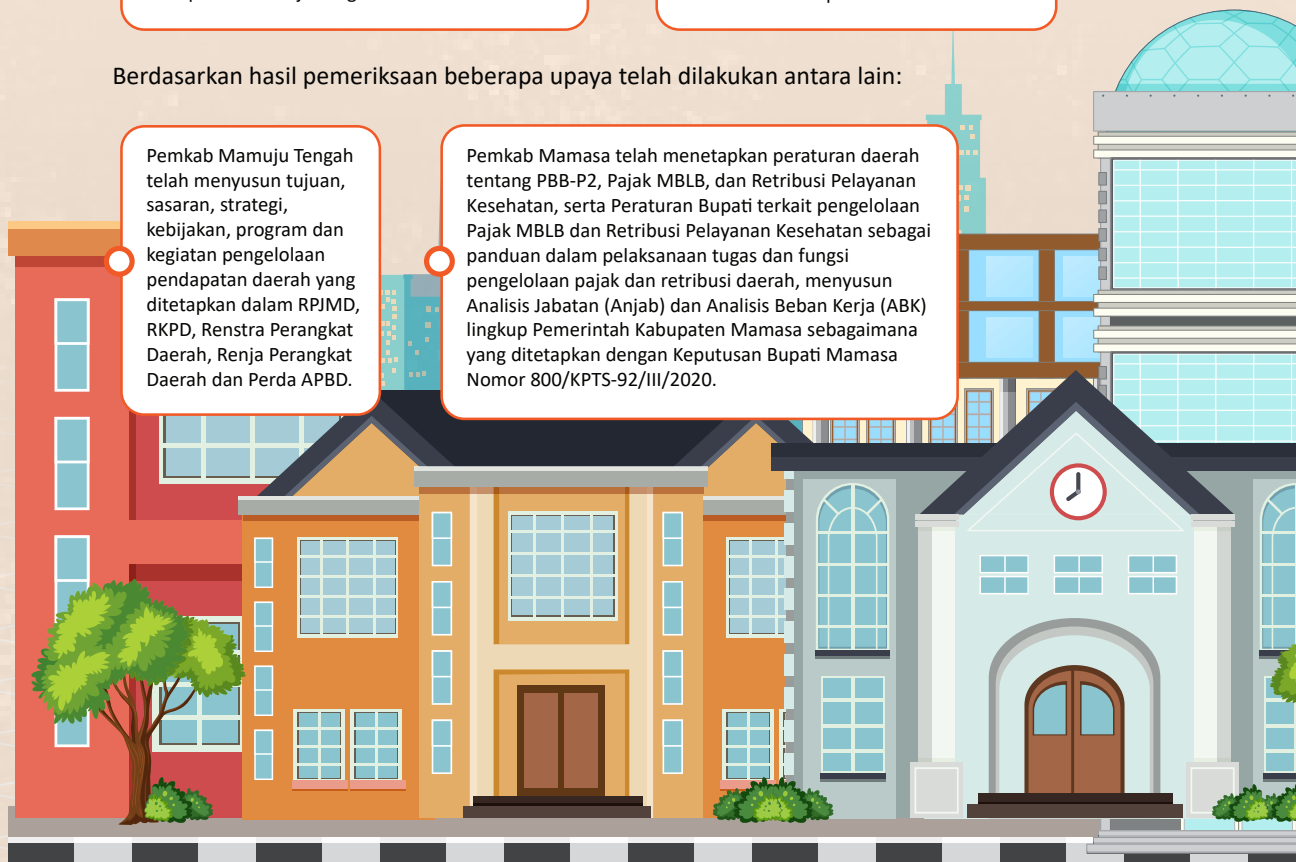 Berdasarkan hasil pemeriksaan beberapa upaya telah dilakukan antara lain:
Pemkab Mamuju Tengah
telah menyusun tujuan,
sasaran, strategi,
kebijakan, program dan
kegiatan pengelolaan
pendapatan daerah yang
ditetapkan dalam RPJMD,
RKPD, Renstra Perangkat
Daerah, Renja Perangkat
Daerah dan Perda APBD.
Pemkab Mamasa telah menetapkan peraturan daerah
tentang PBB-P2, Pajak MBLB, dan Retribusi Pelayanan
Kesehatan, serta Peraturan Bupati terkait pengelolaan
Pajak MBLB dan Retribusi Pelayanan Kesehatan sebagai
panduan dalam pelaksanaan tugas dan fungsi
pengelolaan pajak dan retribusi daerah, menyusun
Analisis Jabatan (Anjab) dan Analisis Beban Kerja (ABK)
lingkup Pemerintah Kabupaten Mamasa sebagaimana
yang ditetapkan dengan Keputusan Bupati Mamasa
Nomor 800/KPTS-92/III/2020.